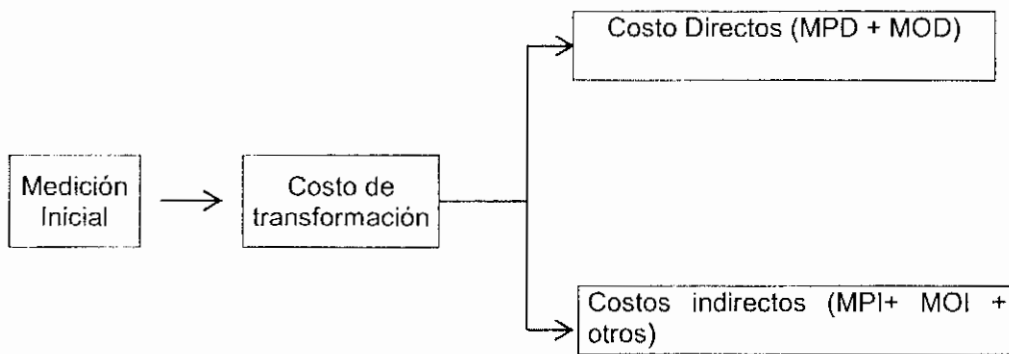 Costo Directos (MPD + MOD)
Medición
Inicial
Costo de
transformación
Costos indirectos (MPI+ MOI +
otros)